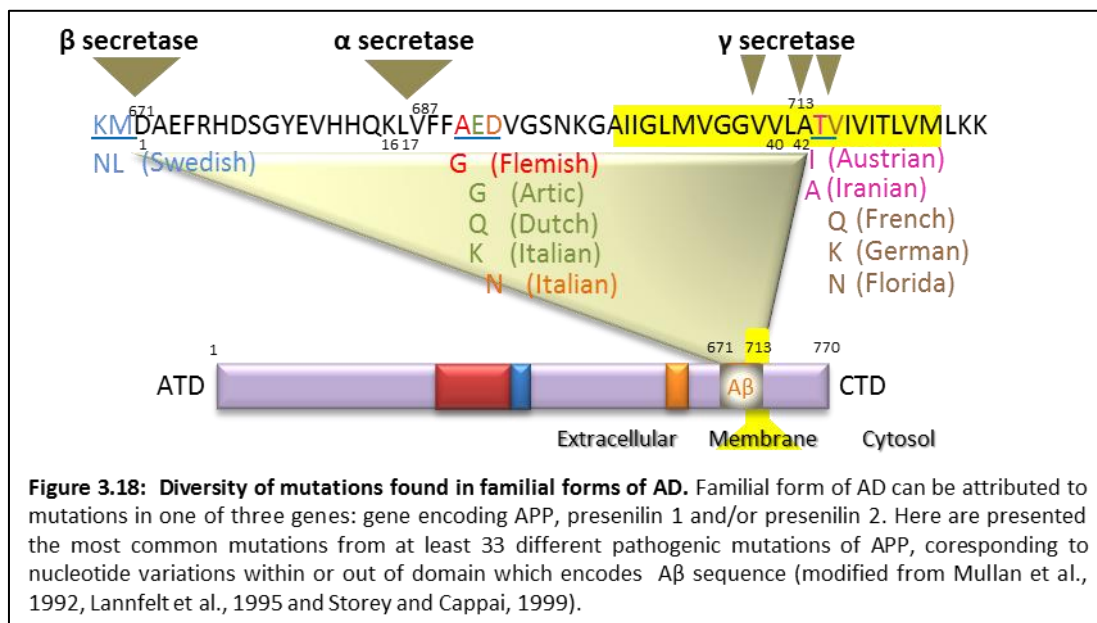 β secretase α secretase γ secretase
671 687 713
KMDAEFRHDSGYEVHHQKLVFFAEDVGSNKGAIIGLMVGGVVLATVIVITLVMLKK
1 16 17 40 42
NL (Swedish) G (Flemish) I (Austrian)
G (Artic) A (Iranian)
Q (Dutch) Q (French)
K (Italian) K (German)
N (Italian) N (Florida)
1 671 713 770
ATD Aβ CTD
Extracellular Membrane Cytosol
Figure 3.18: Diversity of mutations found in familial forms of AD. Familial form of AD can be attributed to
mutations in one of three genes: gene encoding APP, presenilin 1 and/or presenilin 2. Here are presented
the most common mutations from at least 33 different pathogenic mutations of APP, coresponding to
nucleotide variations within or out of domain which encodes Aβ sequence (modified from Mullan et al.,
1992, Lannfelt et al., 1995 and Storey and Cappai, 1999).